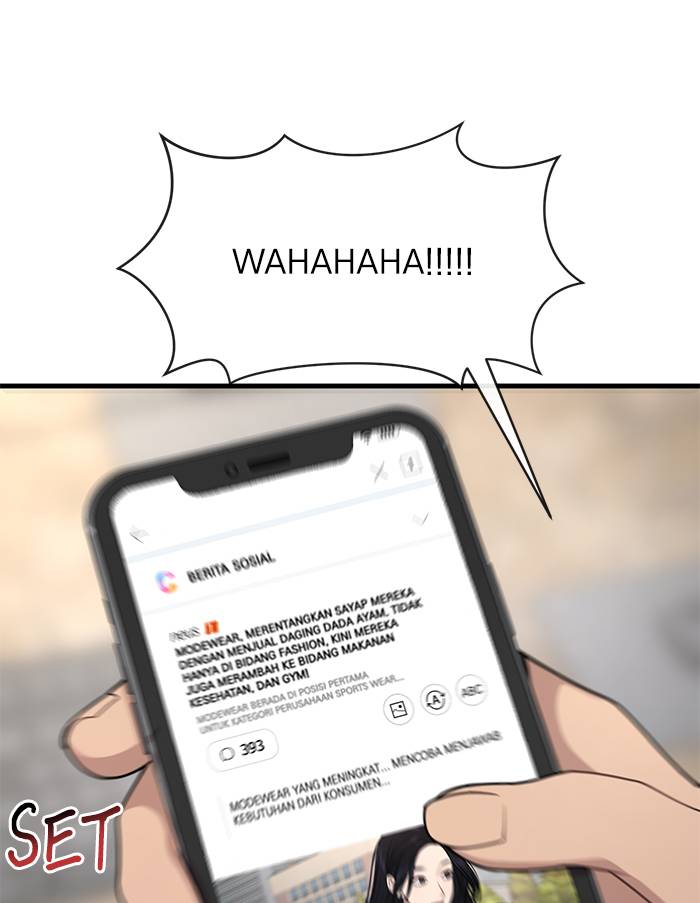 WAHAHAHA!!!!!
BERITA SOSIAL
MODEWEAR, MERENTANGKAN SAYAP MEREKA
DENGAN MENJUAL DAGING DADA AYAM. TIDAK
HANYA DI BIDANG FASHION, KINI MEREKA
JUGA MERAMBAH KE BIDANG MAKANAN
KESEHATAN, DAN GYM!
MODEWEAR BERADA DI POSISI PERTAMA
UNTUK KATEGORI PERUSAHAAN SPORTS WEAR...
ABC
393
MODEWEAR YANG MENINGKAT... MENCOBA MENJAWAB
KEBUTUHAN DARI KONSUMEN...
SET